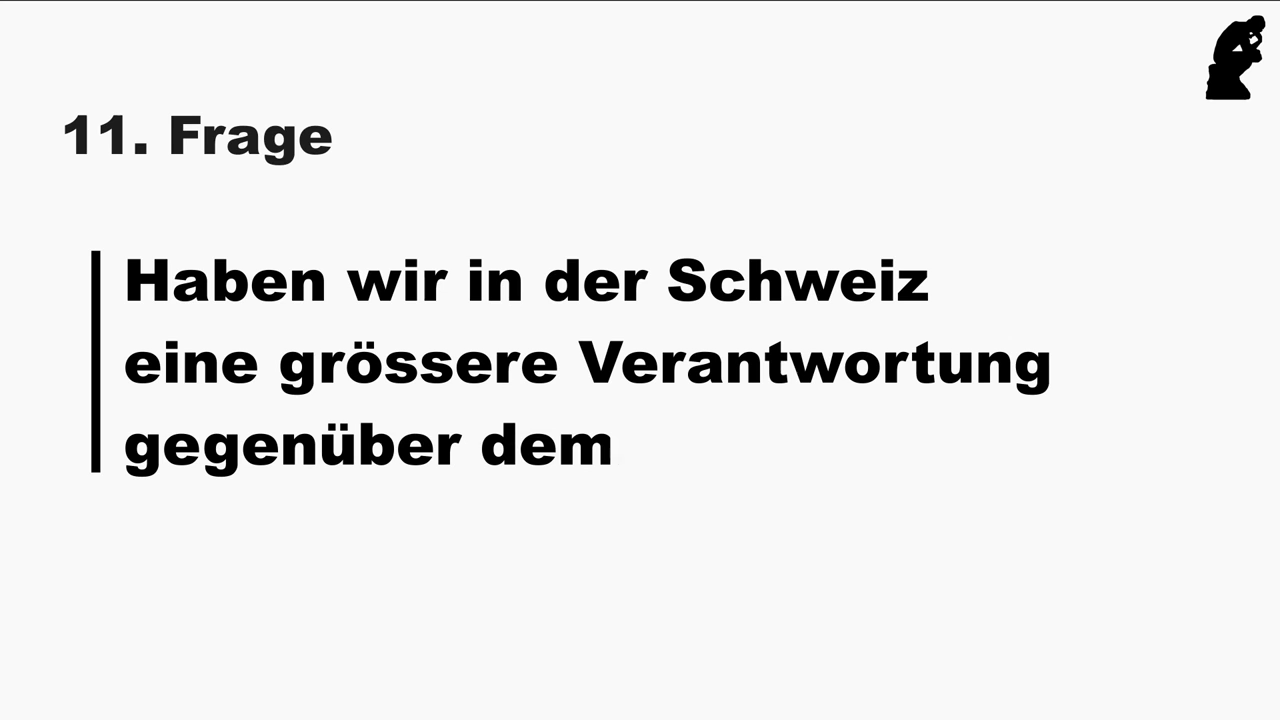 11. Frage
Haben wir in der Schweiz
eine grössere Verantwortung
gegenüber dem